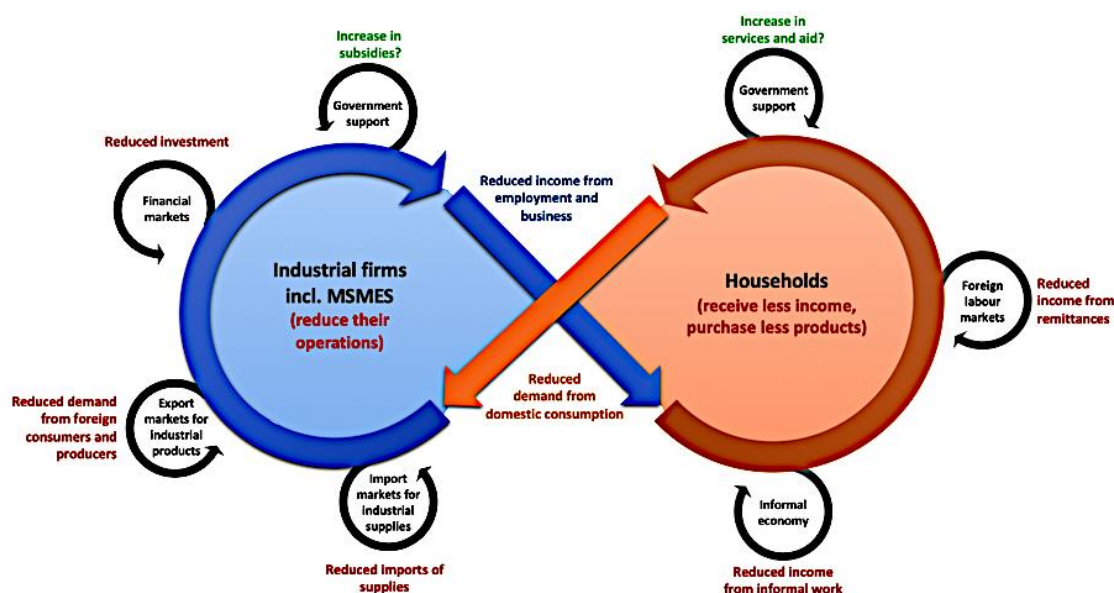 Increase in
subsidies?
Government
support
Reduced investment
Financial
markets
Increase in
services and aid?
Government
support
Reduced income from
employment and
business
Industrial firms
incl. MSMES
(reduce their
operations)
Households
(receive less income,
purchase less products)
Foreign
labour
markets
Reduced
income from
remittances
Reduced
demand from
domestic consumption
Reduced demand
from foreign
consumers and
producers
Export
markets for
industrial
products
Import
markets for
industrial
supplies
Reduced Imports of
supplies
Informal
economy
Reduced income
from informal work